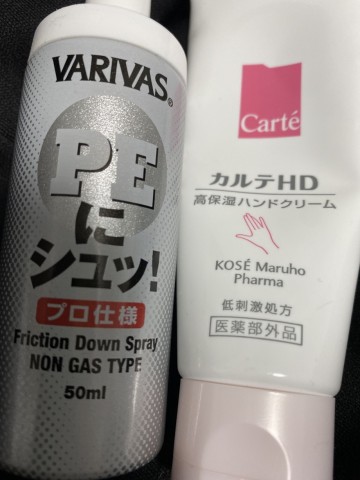 VARIVAS®
PE
に
シュッ!
プロ仕様
Friction Down Spray
NON GAS TYPE
50ml
Carté
カルテHD
高保湿ハンドクリーム
KOSÉ Maruho
Pharma
低刺激処方
医薬部外品